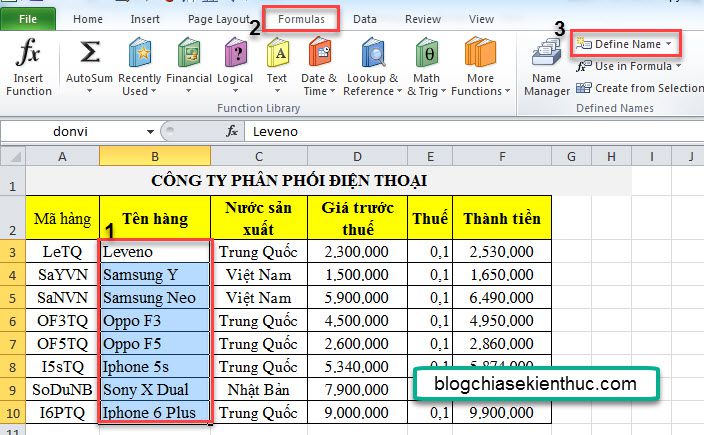 2
3
File Home Insert Page Layout Formulas Data Review View
fx Σ A θ
Insert Function
AutoSum
Recently Used
Financial
Logical
Text
Date & Time
Lookup & Reference
Math & Trig
More Functions
Function Library
Name Manager
Define Name
Use in Formula
Create from Selection
Defined Names
donvi fx Leveno
A B C D E F G H I J
1 CÔNG TY PHÂN PHỐI ĐIỆN THOẠI
2 Mã hàng Tên hàng Nước sản xuất Giá trước thuế Thuế Thành tiền
1
3 LeTQ Leveno Trung Quốc 2,300,000 0,1 2,530,000
4 SaYVN Samsung Y Việt Nam 1,500,000 0,1 1,650,000
5 SaNVN Samsung Neo Việt Nam 5,900,000 0,1 6,490,000
6 OF3TQ Oppo F3 Trung Quốc 4,500,000 0,1 4,950,000
7 OF5TQ Oppo F5 Trung Quốc 2,600,000 0,1 2,860,000
8 I5sTQ Iphone 5s Trung Quốc 5,340,000 0,1 5,874,000
9 SoDuNB Sony X Dual Nhật Bản 7,900,000
blogchiasekienthuc.com
10 I6PTQ Iphone 6 Plus Trung Quốc 9,000,000 0,1 9,900,000
11